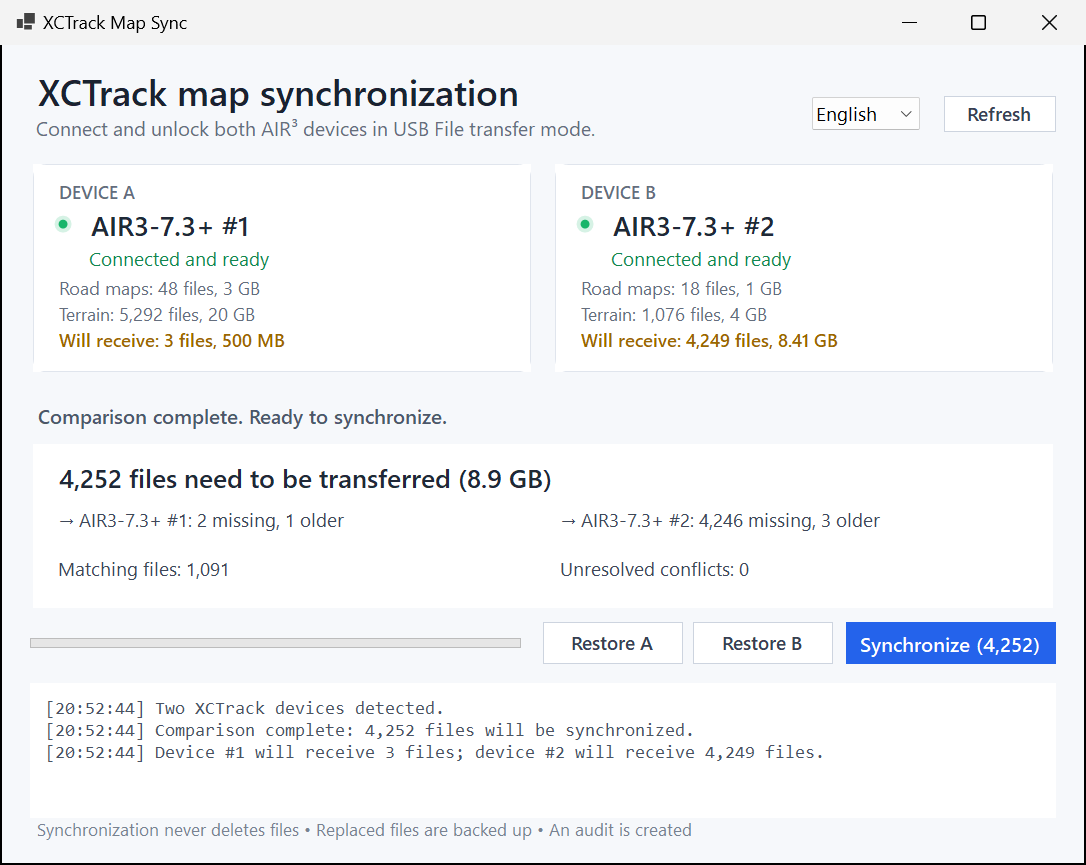 XCTrack Map Sync
XCTrack map synchronization
Connect and unlock both AIR³ devices in USB File transfer mode.
English
Refresh
DEVICE A
AIR3-7.3+ #1
Connected and ready
Road maps: 48 files, 3 GB
Terrain: 5,292 files, 20 GB
Will receive: 3 files, 500 MB
DEVICE B
AIR3-7.3+ #2
Connected and ready
Road maps: 18 files, 1 GB
Terrain: 1,076 files, 4 GB
Will receive: 4,249 files, 8.41 GB
Comparison complete. Ready to synchronize.
4,252 files need to be transferred (8.9 GB)
→ AIR3-7.3+ #1: 2 missing, 1 older
→ AIR3-7.3+ #2: 4,246 missing, 3 older
Matching files: 1,091
Unresolved conflicts: 0
Restore A
Restore B
Synchronize (4,252)
[20:52:44] Two XCTrack devices detected.
[20:52:44] Comparison complete: 4,252 files will be synchronized.
[20:52:44] Device #1 will receive 3 files; device #2 will receive 4,249 files.
Synchronization never deletes files • Replaced files are backed up • An audit is created